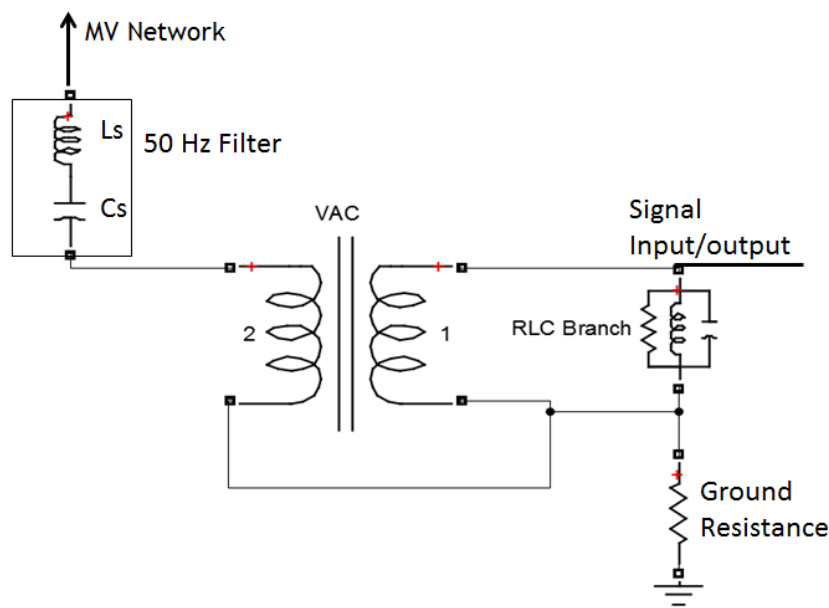 MV Network
Ls
50 Hz Filter
Cs
VAC
Signal
Input/output
2
1
RLC Branch
Ground
Resistance